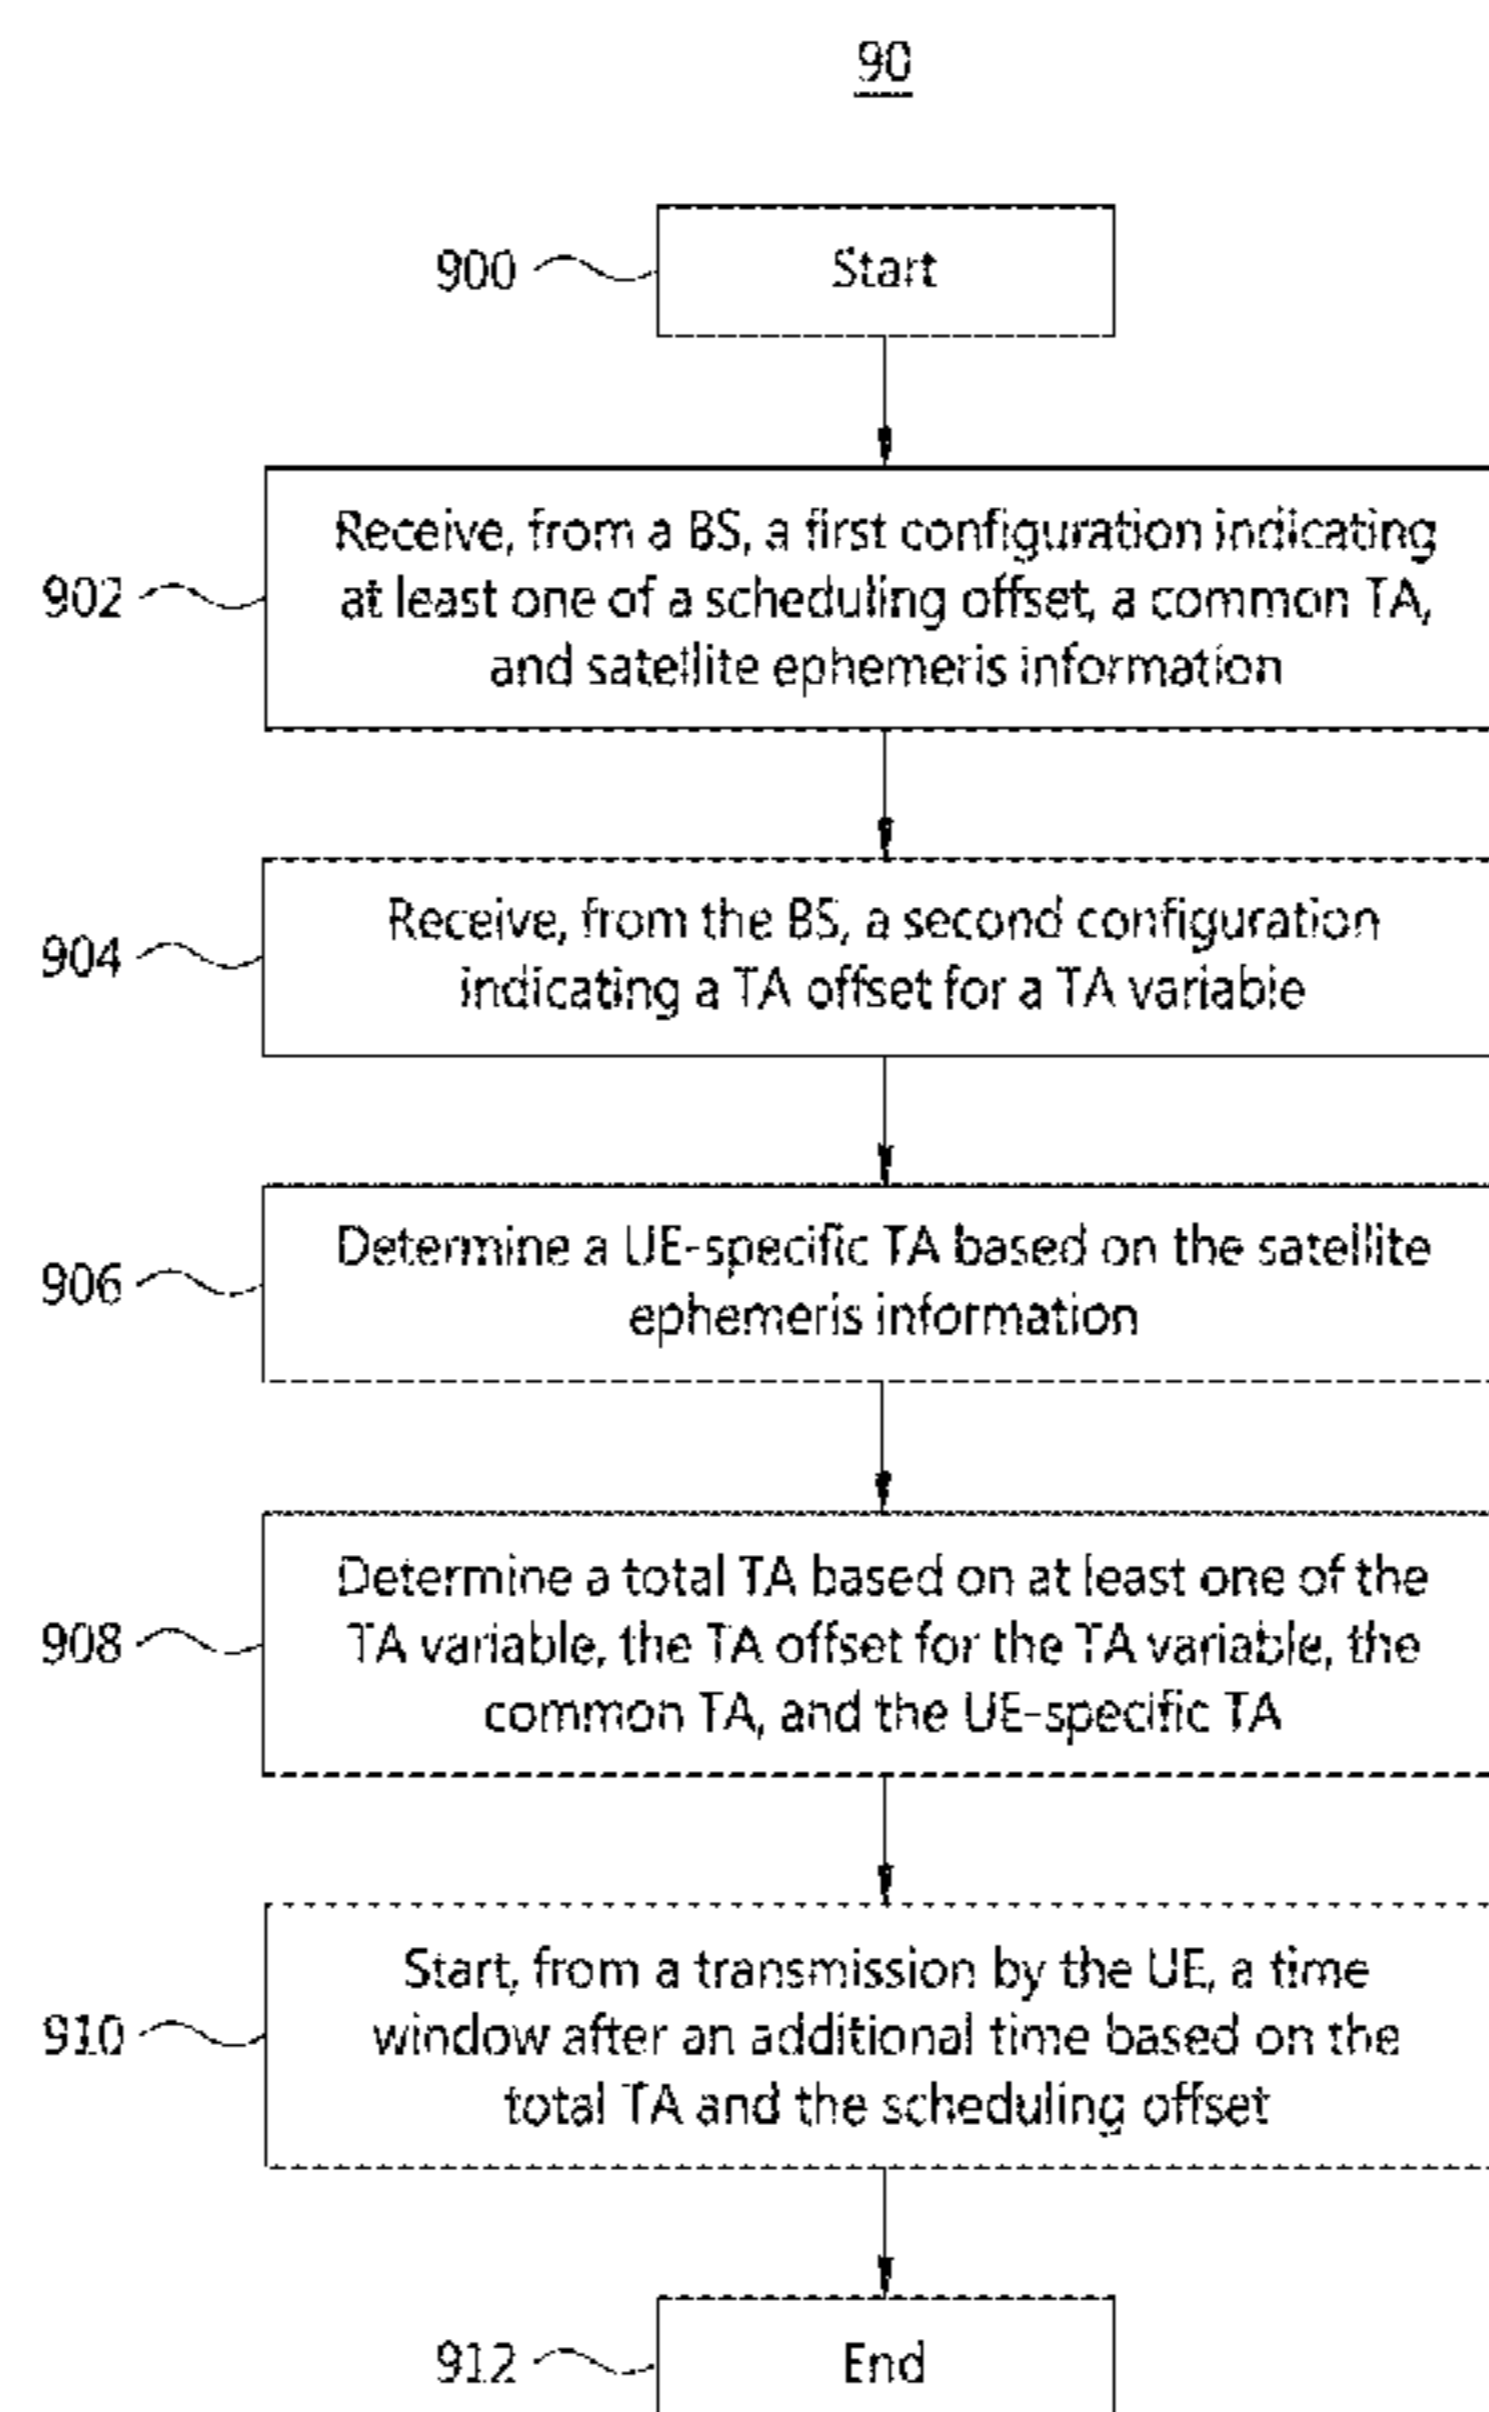 90
900
Start
902
Receive, from a BS, a first configuration indicating
at least one of a scheduling offset, a common TA,
and satellite ephemeris information
904
Receive, from the BS, a second configuration
indicating a TA offset for a TA variable
906
Determine a UE-specific TA based on the satellite
ephemeris information
908
Determine a total TA based on at least one of the
TA variable, the TA offset for the TA variable, the
common TA, and the UE-specific TA
910
Start, from a transmission by the UE, a time
window after an additional time based on the
total TA and the scheduling offset
912
End